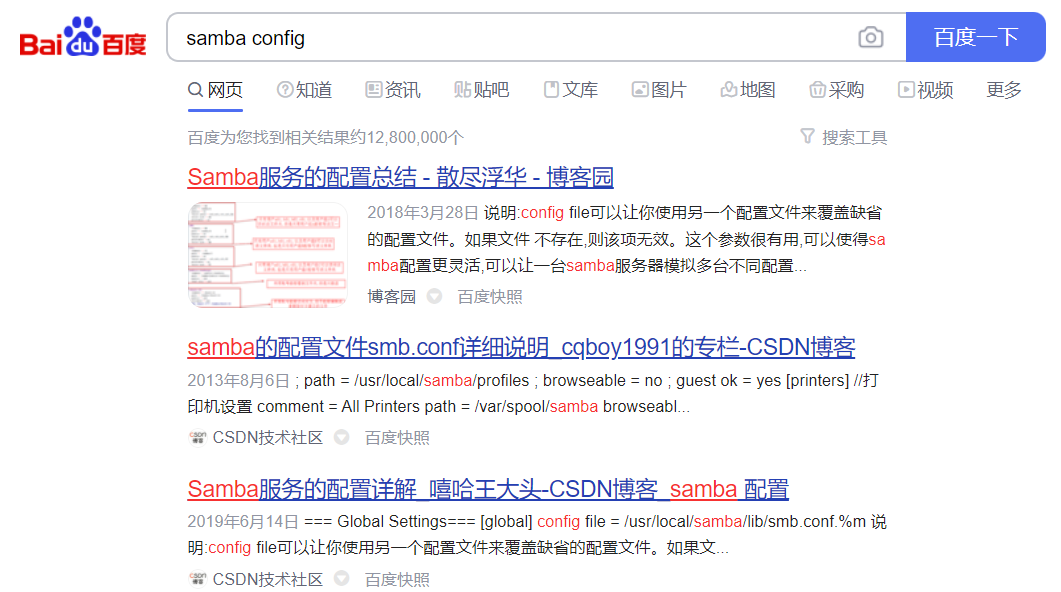 Bai du 百度
samba config
百度一下
网页 知道 资讯 贴吧 文库 图片 地图 采购 视频 更多
百度为您找到相关结果约12,800,000个
搜索工具
Samba服务的配置总结 - 散尽浮华 - 博客园
2018年3月28日 说明:config file可以让你使用另一个配置文件来覆盖缺省
的配置文件。如果文件 不存在,则该项无效。这个参数很有用,可以使得sa
mba配置更灵活,可以让一台samba服务器模拟多台不同配置...
博客园 百度快照
samba的配置文件smb.conf详细说明_cqboy1991的专栏-CSDN博客
2013年8月6日 ; path = /usr/local/samba/profiles ; browseable = no ; guest ok = yes [printers] //打
印机设置 comment = All Printers path = /var/spool/samba browseabl...
CSDN博客 CSDN技术社区 百度快照
Samba服务的配置详解_嘻哈王大头-CSDN博客_samba 配置
2019年6月14日 === Global Settings=== [global] config file = /usr/local/samba/lib/smb.conf.%m 说
明:config file可以让你使用另一个配置文件来覆盖缺省的配置文件。如果文...
CSDN博客 CSDN技术社区 百度快照